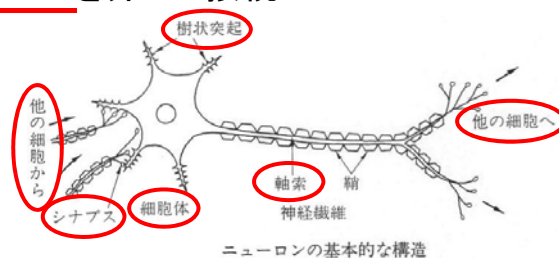 樹状突起
他の細胞から
他の細胞へ
シナプス
細胞体
軸索
鞘
神経繊維
ニューロンの基本的な構造